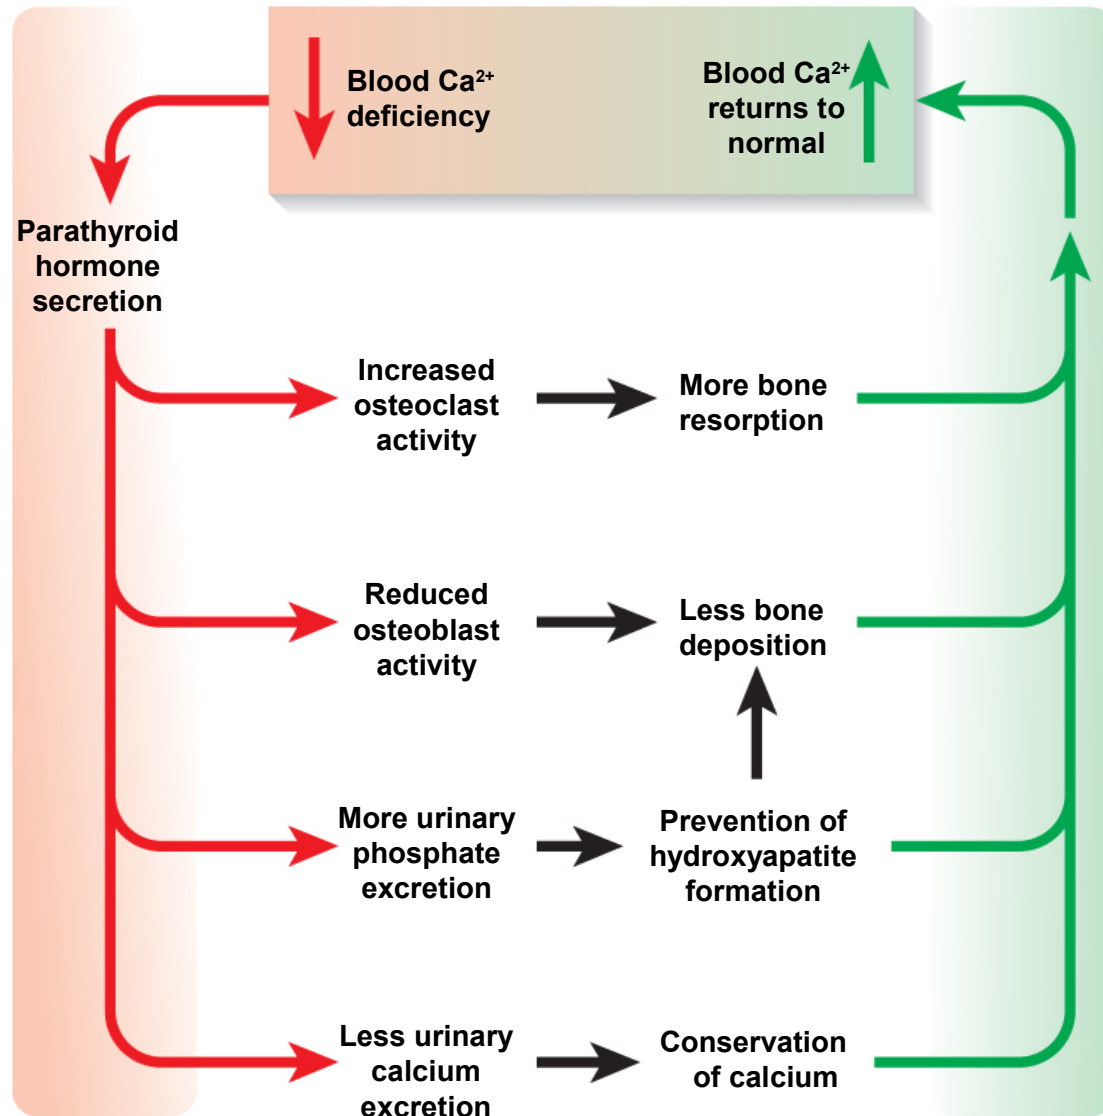 Blood Ca²⁺
deficiency
Blood Ca²⁺
returns to
normal
Parathyroid
hormone
secretion
Increased
osteoclast
activity
More bone
resorption
Reduced
osteoblast
activity
Less bone
deposition
More urinary
phosphate
excretion
Prevention of
hydroxyapatite
formation
Less urinary
calcium
excretion
Conservation
of calcium